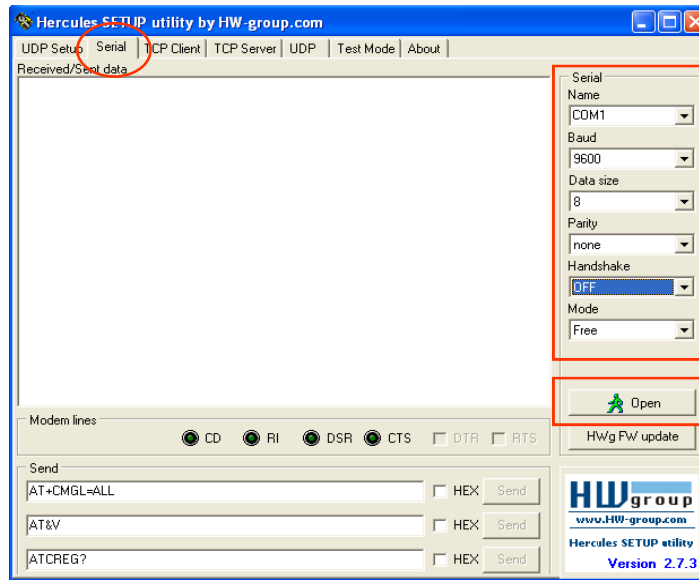 Hercules SETUP utility by HW-group.com
UDP Setup Serial TCP Client TCP Server UDP Test Mode About
Received/Sent data
Serial
Name
COM1
Baud
9600
Data size
8
Parity
none
Handshake
OFF
Mode
Free
Open
HWg FW update
Modem lines
CD RI DSR CTS DTR RTS
Send
AT+CMGL=ALL HEX Send
AT&V HEX Send
ATCREG? HEX Send
HW group
www.HW-group.com
Hercules SETUP utility
Version 2.7.3